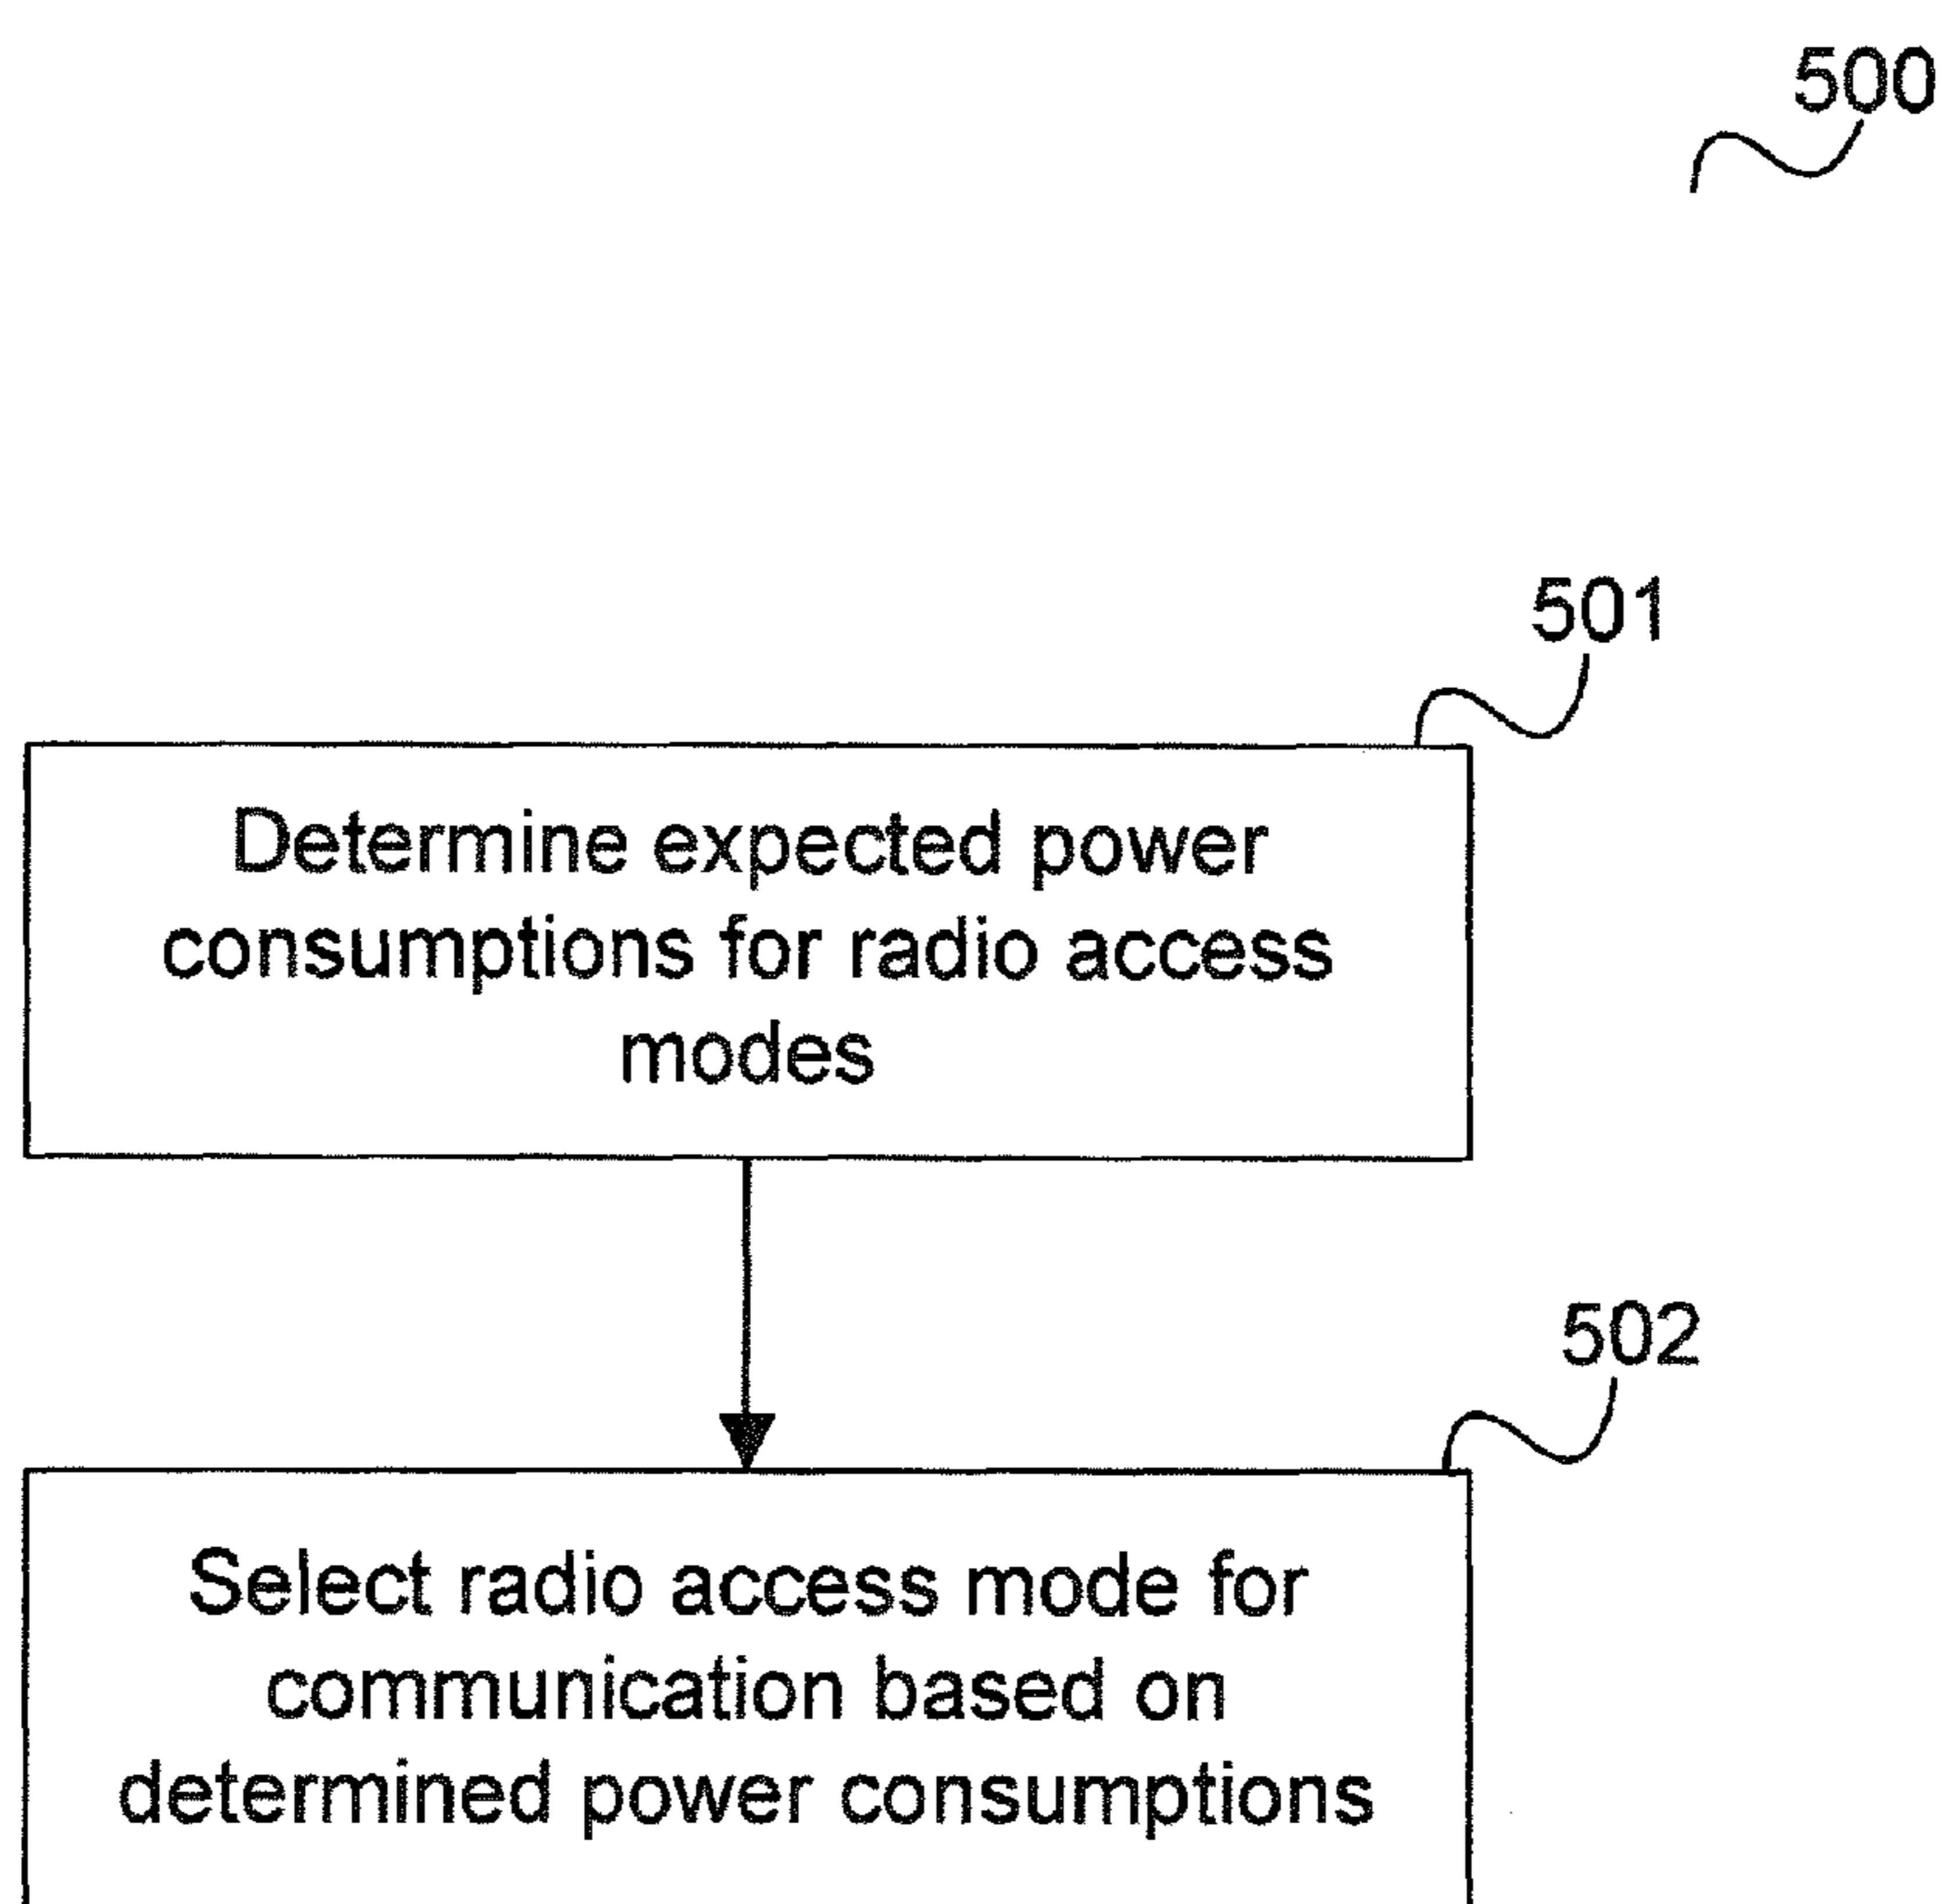 500
501
Determine expected power
consumptions for radio access
modes
502
Select radio access mode for
communication based on
determined power consumptions